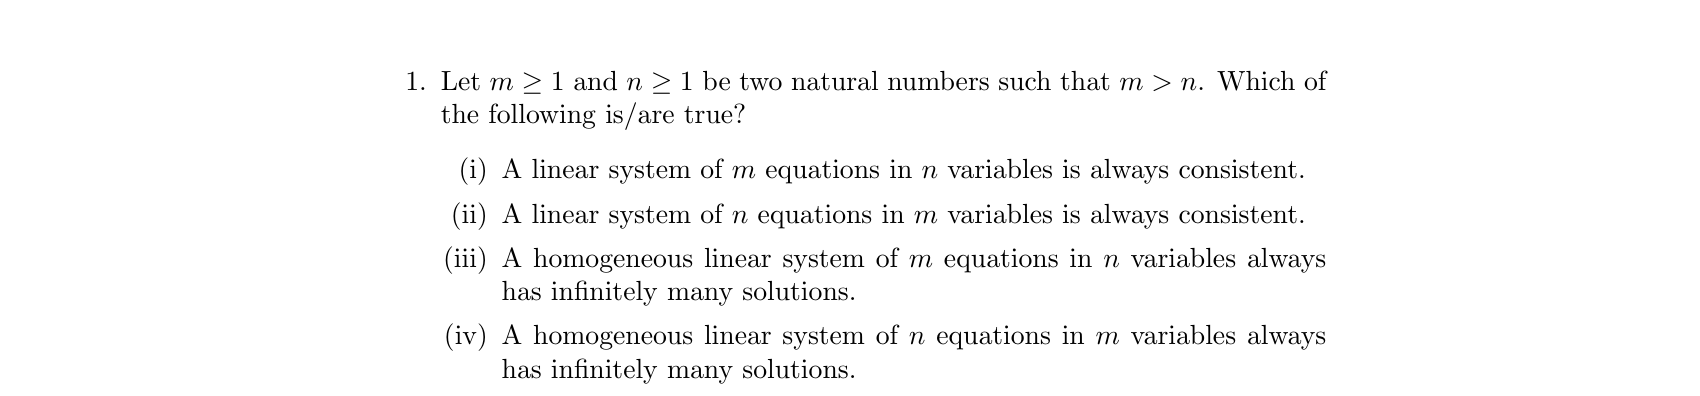 1. Let m ≥ 1 and n ≥ 1 be two natural numbers such that m > n. Which of
the following is/are true?
(i) A linear system of m equations in n variables is always consistent.
(ii) A linear system of n equations in m variables is always consistent.
(iii) A homogeneous linear system of m equations in n variables always
has infinitely many solutions.
(iv) A homogeneous linear system of n equations in m variables always
has infinitely many solutions.